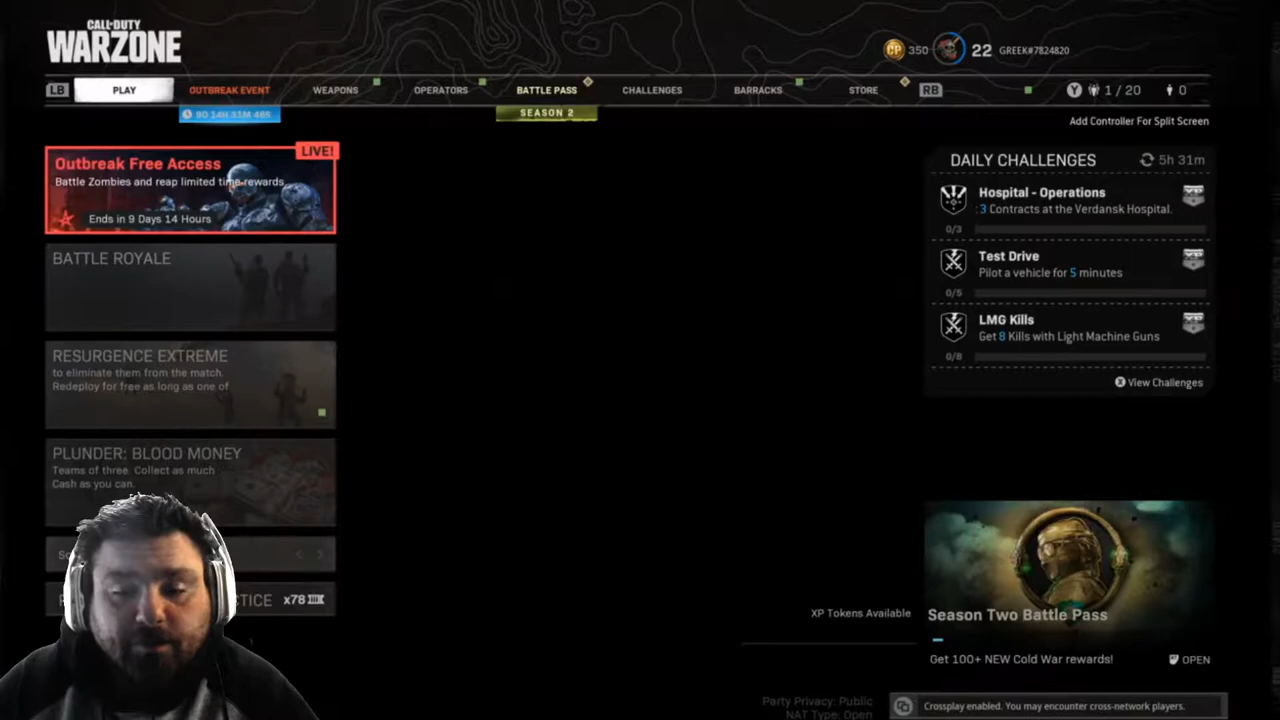 CALL OF DUTY
WARZONE
CP 350
22 GREEK#7824820
LB
PLAY
OUTBREAK EVENT
WEAPONS
OPERATORS
BATTLE PASS
CHALLENGES
BARRACKS
STORE
RB
Y 1 / 20
0
9D 14H 31M 46S
SEASON 2
Add Controller For Split Screen
LIVE!
Outbreak Free Access
Battle Zombies and reap limited time rewards
Ends in 9 Days 14 Hours
BATTLE ROYALE
RESURGENCE EXTREME
to eliminate them from the match.
Redeploy for free as long as one of
PLUNDER: BLOOD MONEY
Teams of three. Collect as much
Cash as you can.
TICE x78
DAILY CHALLENGES
5h 31m
Hospital - Operations
: 3 Contracts at the Verdansk Hospital.
0/3
Test Drive
Pilot a vehicle for 5 minutes
0/5
LMG Kills
Get 8 Kills with Light Machine Guns
0/8
X View Challenges
XP Tokens Available
Season Two Battle Pass
Get 100+ NEW Cold War rewards!
OPEN
Party Privacy: Public
NAT Type: Open
Crossplay enabled. You may encounter cross-network players.